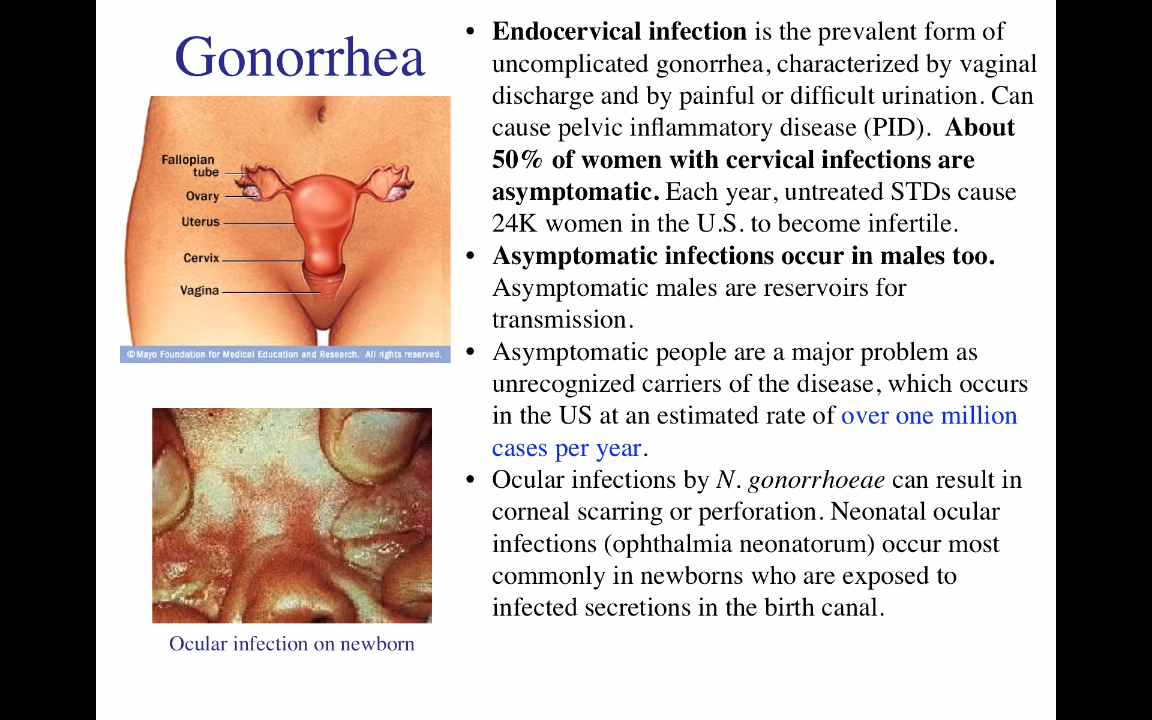 Gonorrhea
Fallopian
tube
Ovary
Uterus
Cervix
Vagina
©Mayo Foundation for Medical Education and Research. All rights reserved.
Ocular infection on newborn
• Endocervical infection is the prevalent form of
uncomplicated gonorrhea, characterized by vaginal
discharge and by painful or difficult urination. Can
cause pelvic inflammatory disease (PID). About
50% of women with cervical infections are
asymptomatic. Each year, untreated STDs cause
24K women in the U.S. to become infertile.
• Asymptomatic infections occur in males too.
Asymptomatic males are reservoirs for
transmission.
• Asymptomatic people are a major problem as
unrecognized carriers of the disease, which occurs
in the US at an estimated rate of over one million
cases per year.
• Ocular infections by N. gonorrhoeae can result in
corneal scarring or perforation. Neonatal ocular
infections (ophthalmia neonatorum) occur most
commonly in newborns who are exposed to
infected secretions in the birth canal.